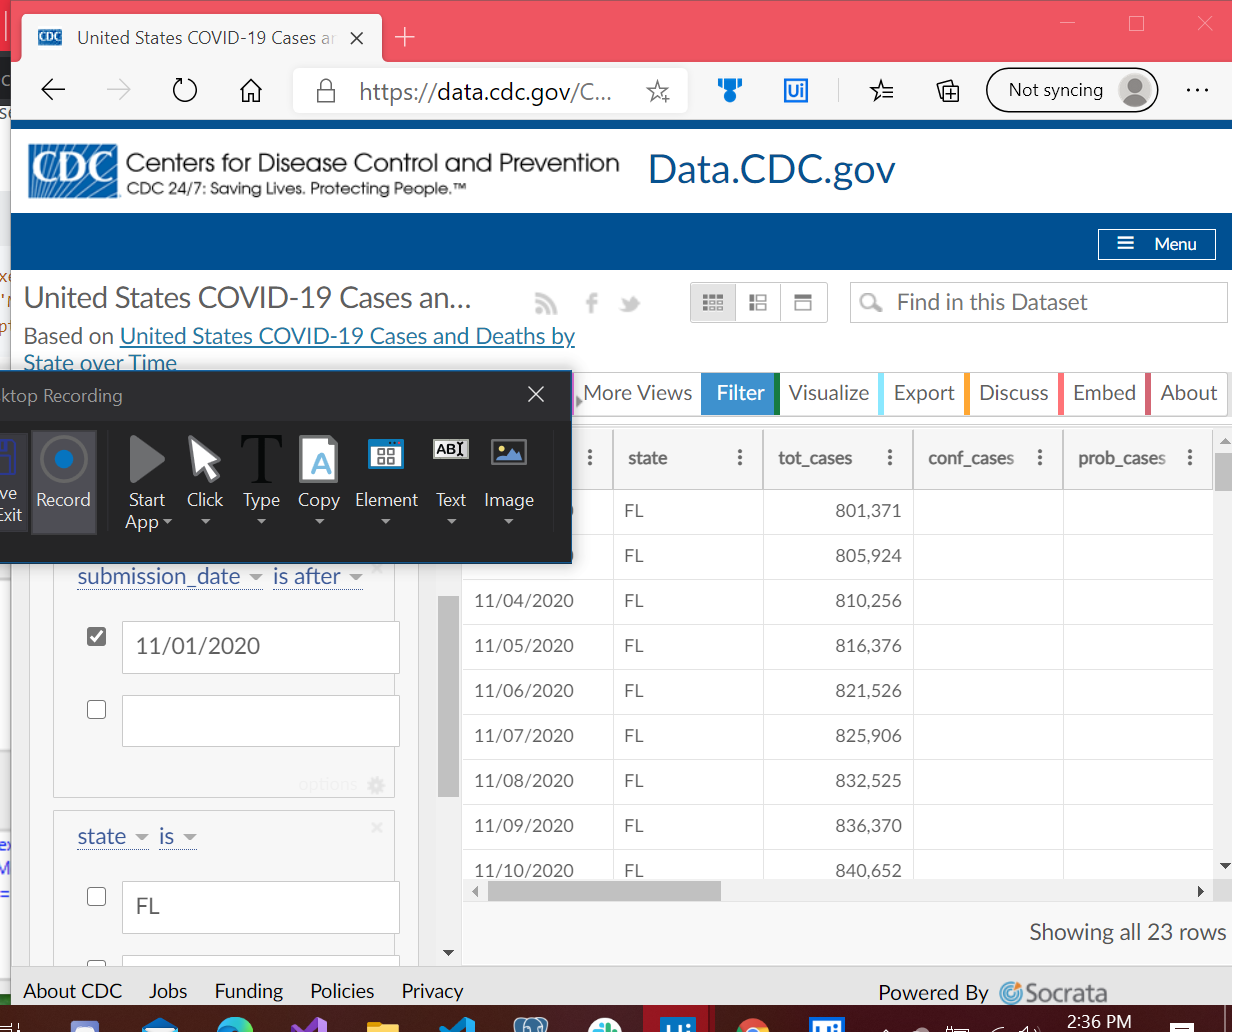 CDC United States COVID-19 Cases ar
https://data.cdc.gov/C...
Ui
Not syncing
CDC Centers for Disease Control and Prevention
CDC 24/7: Saving Lives. Protecting People.™
Data.CDC.gov
Menu
United States COVID-19 Cases an...
Find in this Dataset
Based on United States COVID-19 Cases and Deaths by
State over Time
More Views Filter Visualize Export Discuss Embed About
ktop Recording
ve
Exit
Record
Start
App
Click
Type
Copy
Element
Text
Image
state tot_cases conf_cases prob_cases
FL 801,371
FL 805,924
11/04/2020 FL 810,256
11/05/2020 FL 816,376
11/06/2020 FL 821,526
11/07/2020 FL 825,906
11/08/2020 FL 832,525
11/09/2020 FL 836,370
11/10/2020 FL 840,652
submission_date is after
11/01/2020
options
state is
FL
Showing all 23 rows
About CDC Jobs Funding Policies Privacy
Powered By Socrata
2:36 PM